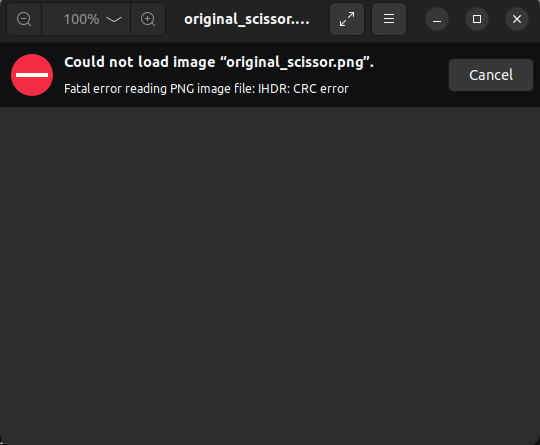 100%
original_scissor.…
Could not load image “original_scissor.png”.
Fatal error reading PNG image file: IHDR: CRC error
Cancel